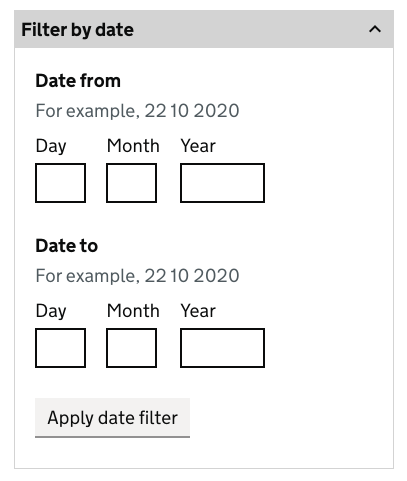 Filter by date
Date from
For example, 22 10 2020
Day Month Year
Date to
For example, 22 10 2020
Day Month Year
Apply date filter